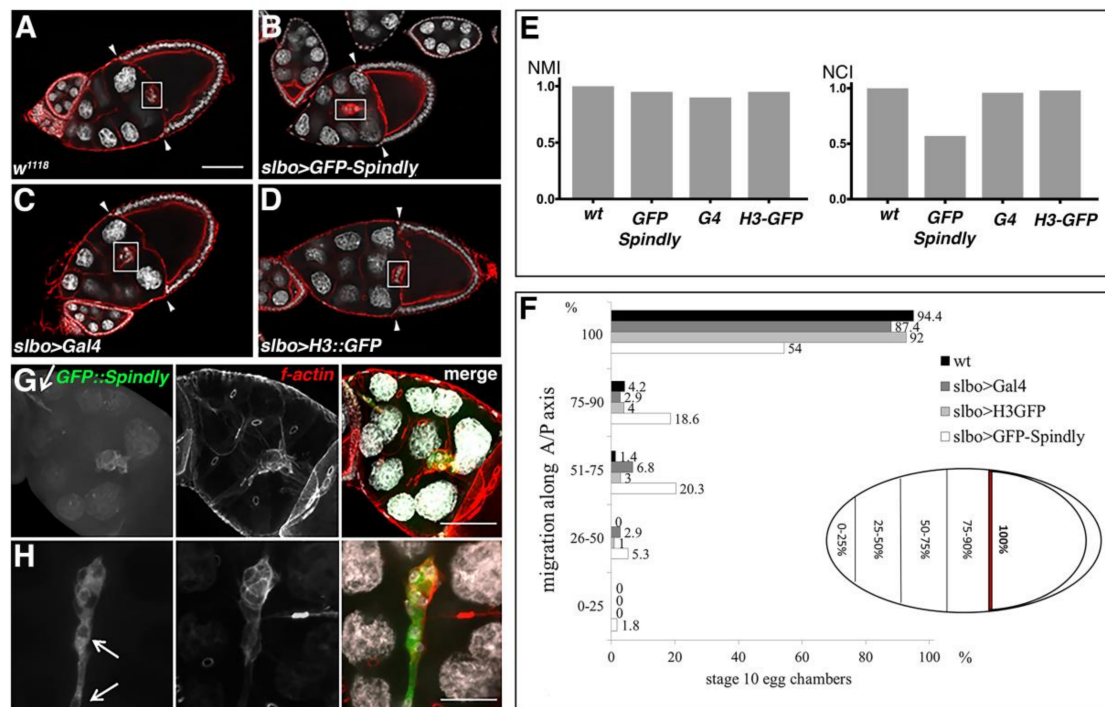 A
w1118
B
slbo>GFP-Spindly
C
slbo>Gal4
D
slbo>H3::GFP
E
NMI
1.0
0.5
0.0
wt
GFP
Spindly
G4
H3-GFP
NCI
1.0
0.5
0.0
wt
GFP
Spindly
G4
H3-GFP
F
%
migration along A/P axis
100
94.4
87.4
92
54
75-90
4.2
2.9
4
18.6
51-75
1.4
6.8
3
20.3
26-50
0
2.9
1
5.3
0-25
0
0
0
1.8
0 20 40 60 80 100 %
stage 10 egg chambers
wt
slbo>Gal4
slbo>H3GFP
slbo>GFP-Spindly
0-25%
25-50%
50-75%
75-90%
100%
G
GFP::Spindly
f-actin
merge
H